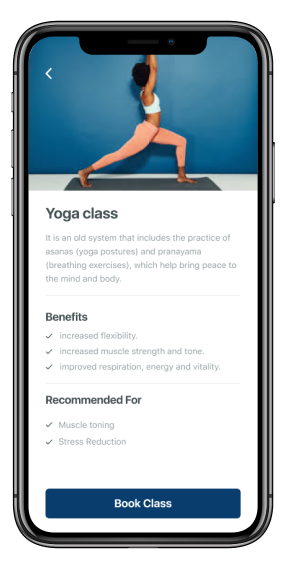 Yoga class
It is an old system that includes the practice of
asanas (yoga postures) and pranayama
(breathing exercises), which help bring peace to
the mind and body.
Benefits
increased flexibility.
increased muscle strength and tone.
improved respiration, energy and vitality.
Recommended For
Muscle toning
Stress Reduction
Book Class